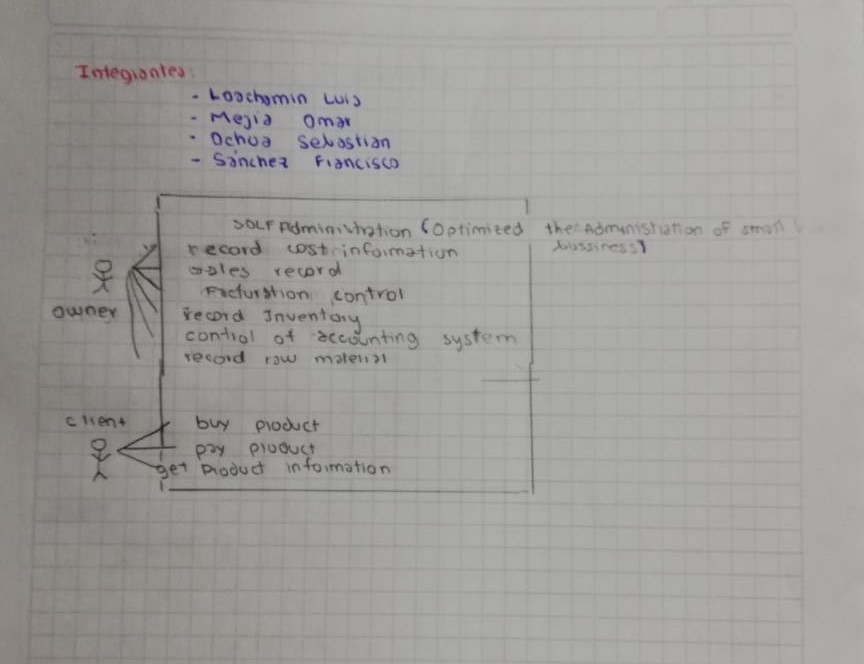 Integrantes:
- Loachamin Luis
- Mejia Omar
- Ochoa Sebastian
- Sánchez Francisco
SOLF Administration (Optimized the Administration of small bussiness)
record cost information
sales record
Facturation control
owner
record Inventory
control of accounting system
record raw material
client
buy product
pay product
get product information